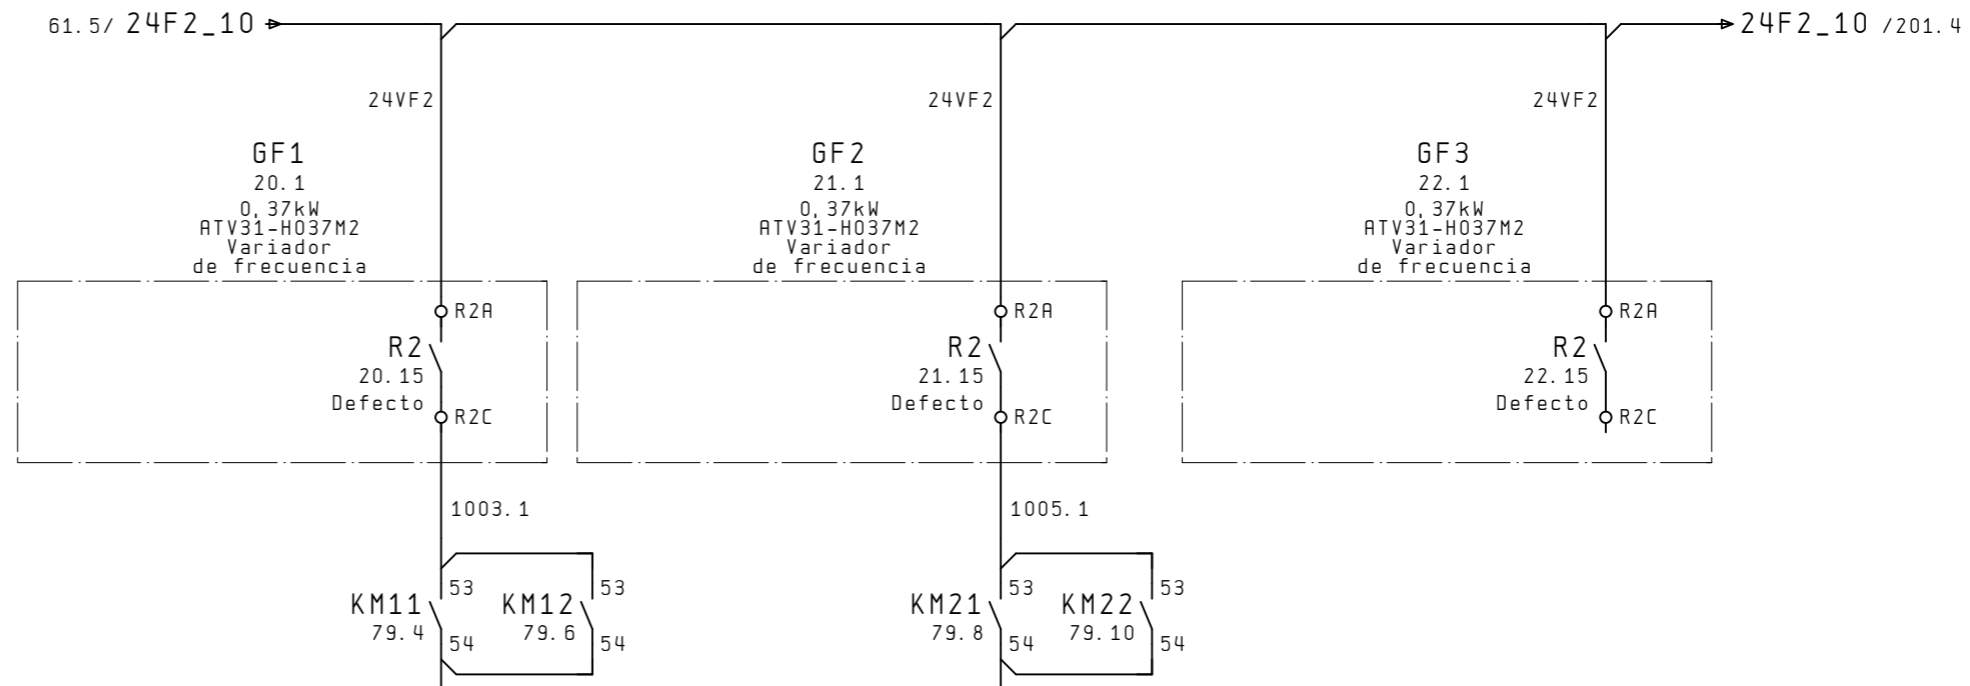 61.5/ 24F2_10
24F2_10 /201.4
24VF2
24VF2
24VF2
GF1
20.1
0,37kW
ATV31-H037M2
Variador
de frecuencia
GF2
21.1
0,37kW
ATV31-H037M2
Variador
de frecuencia
GF3
22.1
0,37kW
ATV31-H037M2
Variador
de frecuencia
R2A
R2
20.15
Defecto
R2C
R2A
R2
21.15
Defecto
R2C
R2A
R2
22.15
Defecto
R2C
1003.1
1005.1
53
KM11
79.4
54
53
KM12
79.6
54
53
KM21
79.8
54
53
KM22
79.10
54